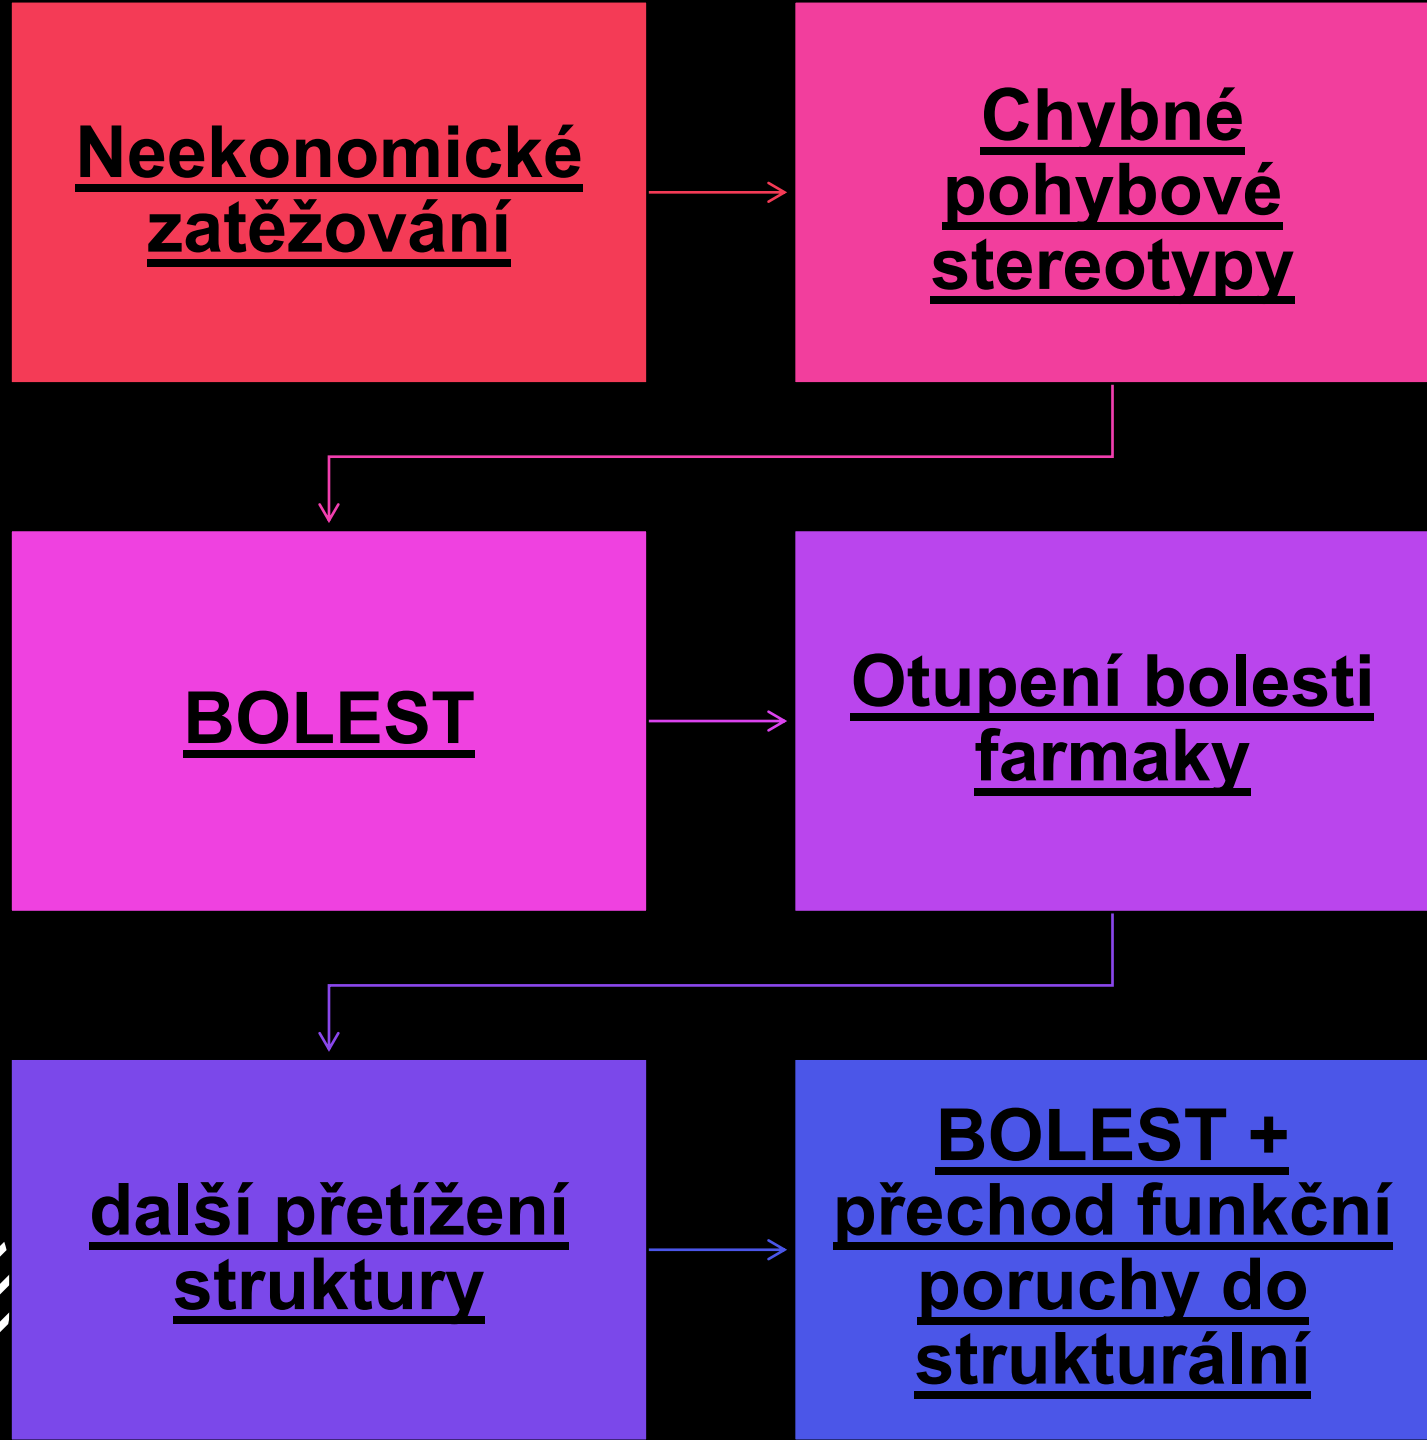 Neekonomické
zatěžování
Chybné
pohybové
stereotypy
BOLEST
Otupení bolesti
farmaky
další přetížení
struktury
BOLEST +
přechod funkční
poruchy do
strukturální